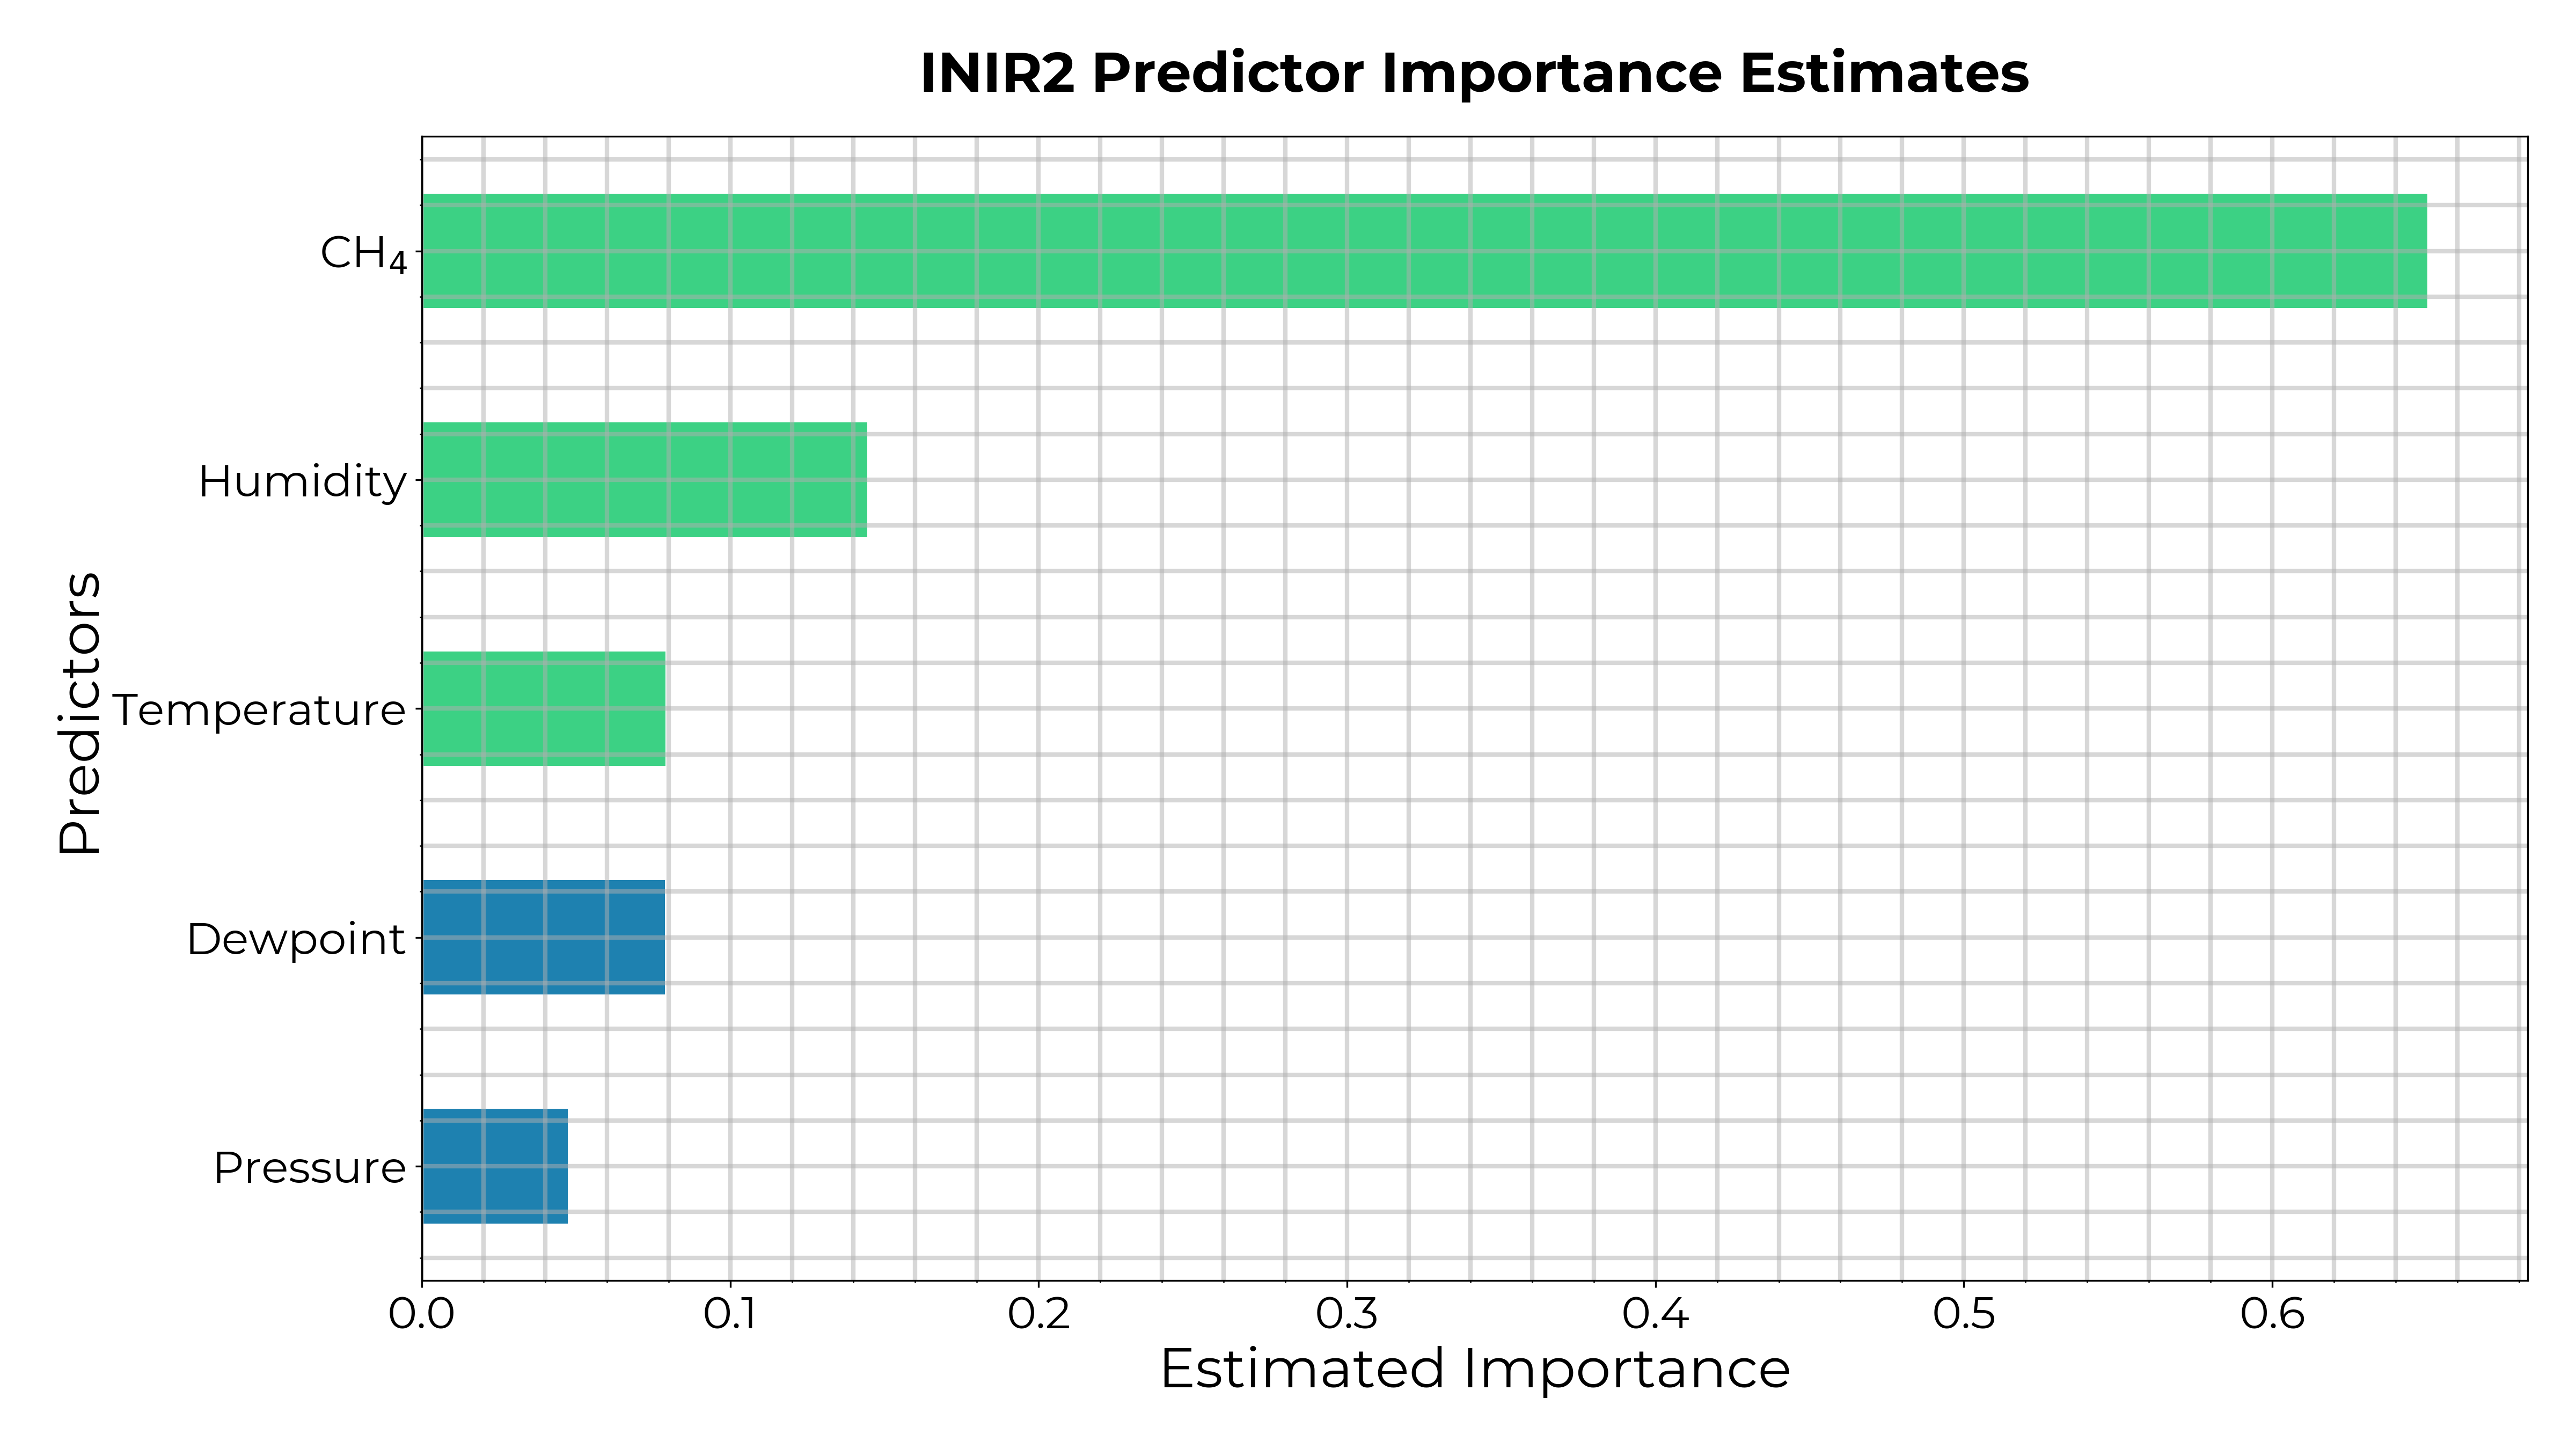 INIR2 Predictor Importance Estimates
CH₄
Humidity
Temperature
Dewpoint
Pressure
Predictors
0.0 0.1 0.2 0.3 0.4 0.5 0.6
Estimated Importance